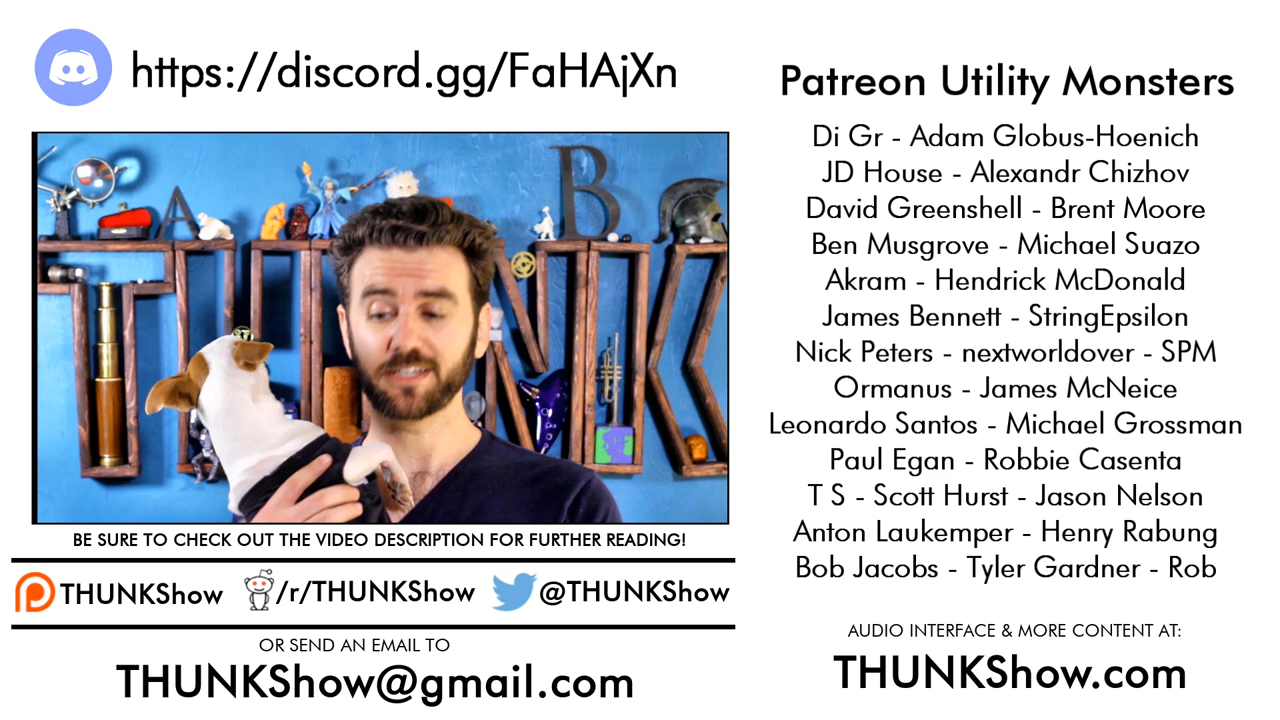 https://discord.gg/FaHAjXn
A
B
BE SURE TO CHECK OUT THE VIDEO DESCRIPTION FOR FURTHER READING!
THUNKShow
/r/THUNKShow
@THUNKShow
OR SEND AN EMAIL TO
THUNKShow@gmail.com
Patreon Utility Monsters
Di Gr - Adam Globus-Hoenich
JD House - Alexandr Chizhov
David Greenshell - Brent Moore
Ben Musgrove - Michael Suazo
Akram - Hendrick McDonald
James Bennett - StringEpsilon
Nick Peters - nextworldover - SPM
Ormanus - James McNeice
Leonardo Santos - Michael Grossman
Paul Egan - Robbie Casenta
T S - Scott Hurst - Jason Nelson
Anton Laukemper - Henry Rabung
Bob Jacobs - Tyler Gardner - Rob
AUDIO INTERFACE & MORE CONTENT AT:
THUNKShow.com